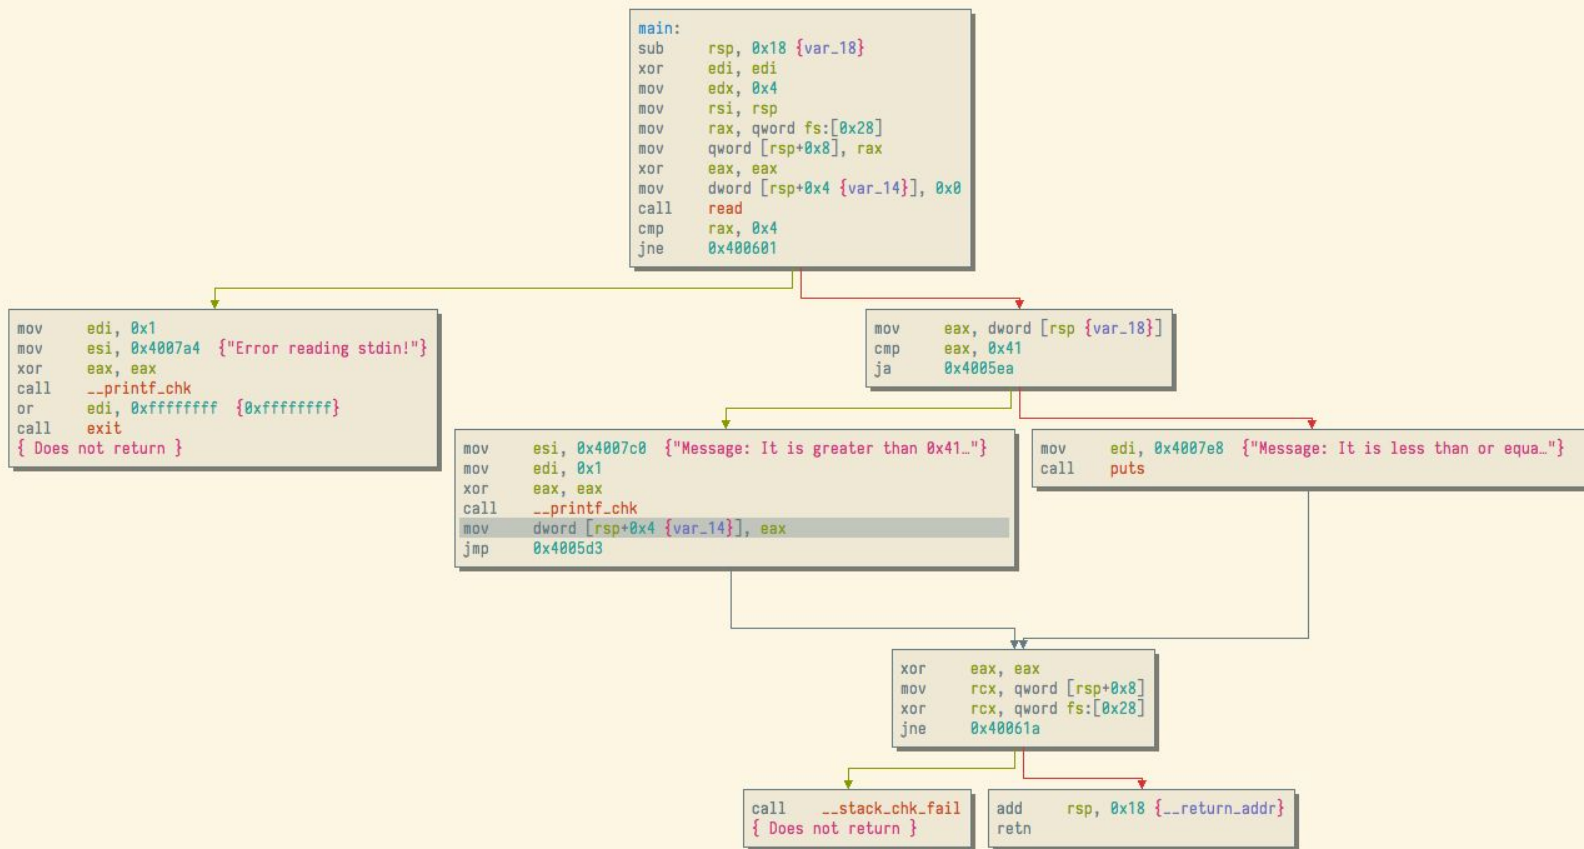 main:
sub rsp, 0x18 {var_18}
xor edi, edi
mov edx, 0x4
mov rsi, rsp
mov rax, qword fs:[0x28]
mov qword [rsp+0x8], rax
xor eax, eax
mov dword [rsp+0x4 {var_14}], 0x0
call read
cmp rax, 0x4
jne 0x400601
mov edi, 0x1
mov esi, 0x4007a4 {"Error reading stdin!"}
xor eax, eax
call __printf_chk
or edi, 0xffffffff {0xffffffff}
call exit
{ Does not return }
mov eax, dword [rsp {var_18}]
cmp eax, 0x41
ja 0x4005ea
mov esi, 0x4007c0 {"Message: It is greater than 0x41…"}
mov edi, 0x1
xor eax, eax
call __printf_chk
mov dword [rsp+0x4 {var_14}], eax
jmp 0x4005d3
mov edi, 0x4007e8 {"Message: It is less than or equa…"}
call puts
xor eax, eax
mov rcx, qword [rsp+0x8]
xor rcx, qword fs:[0x28]
jne 0x40061a
call __stack_chk_fail
{ Does not return }
add rsp, 0x18 {__return_addr}
retn